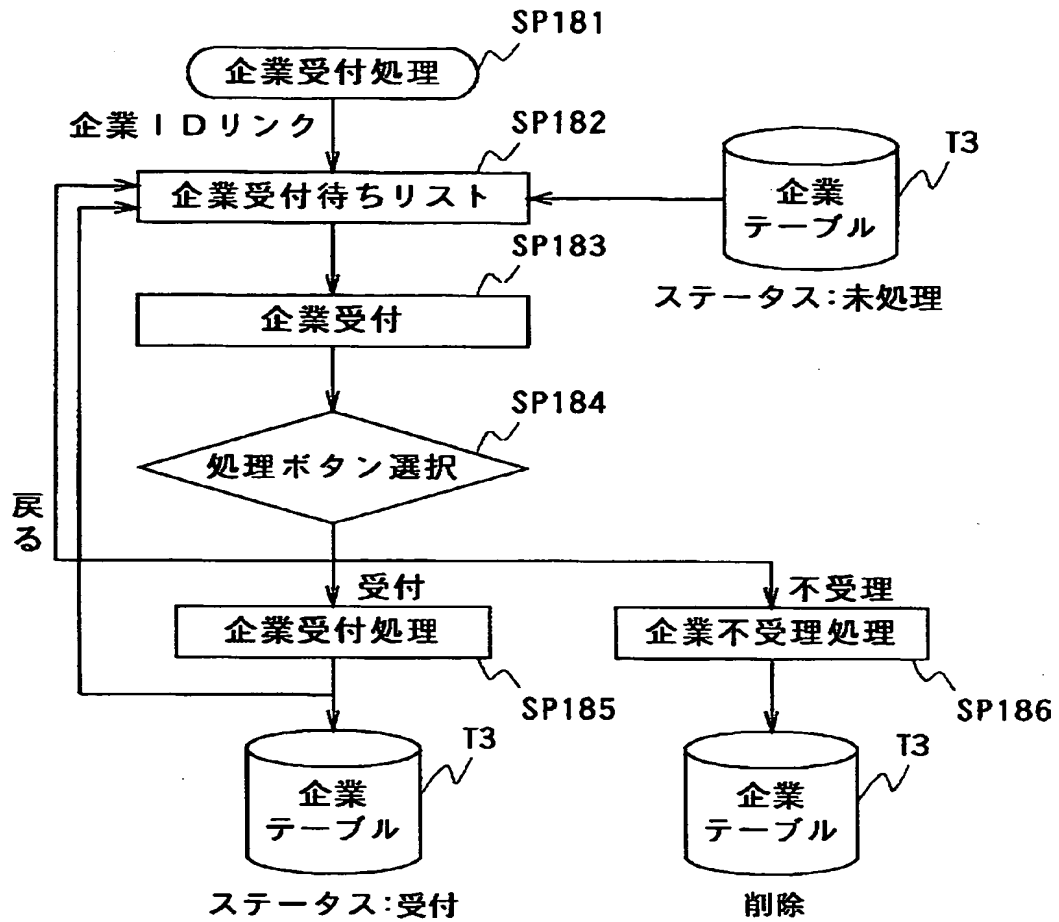 SP181
企業受付処理
企業IDリンク
SP182
T3
企業受付待ちリスト
企業
テーブル
SP183
ステータス:未処理
企業受付
SP184
処理ボタン選択
戻る
受付
不受理
企業受付処理
企業不受理処理
SP185
SP186
T3
T3
企業
テーブル
企業
テーブル
ステータス:受付
削除